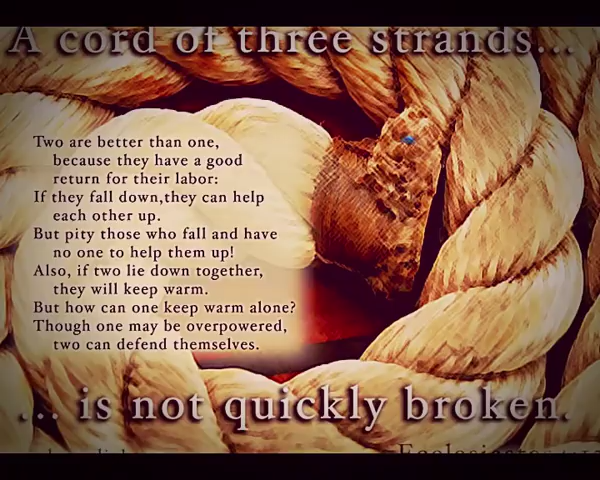 A cord of three strands...
Two are better than one,
because they have a good
return for their labor:
If they fall down,they can help
each other up.
But pity those who fall and have
no one to help them up!
Also, if two lie down together,
they will keep warm.
But how can one keep warm alone?
Though one may be overpowered,
two can defend themselves.
... is not quickly broken.